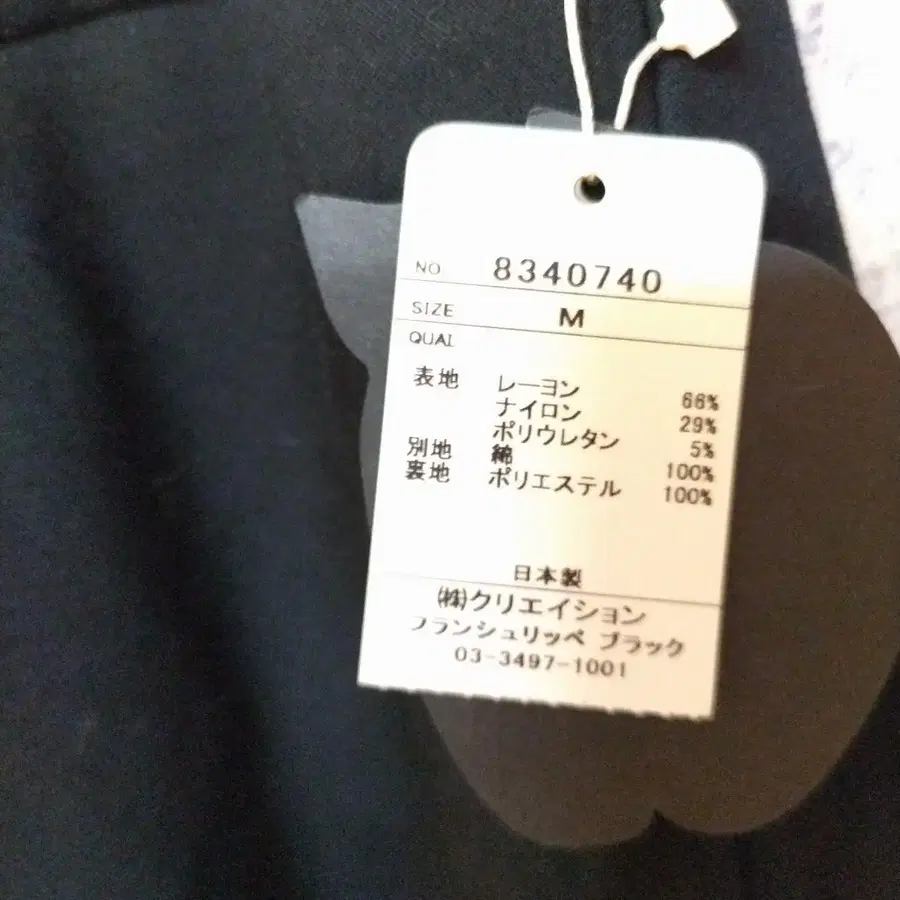 NO 8340740
SIZE M
QUAL
表地 レーヨン 66%
ナイロン 29%
ポリウレタン 5%
別地 綿 100%
裏地 ポリエステル 100%
日本製
㈱クリエイション
フランシュリッペ ブラック
03-3497-1001